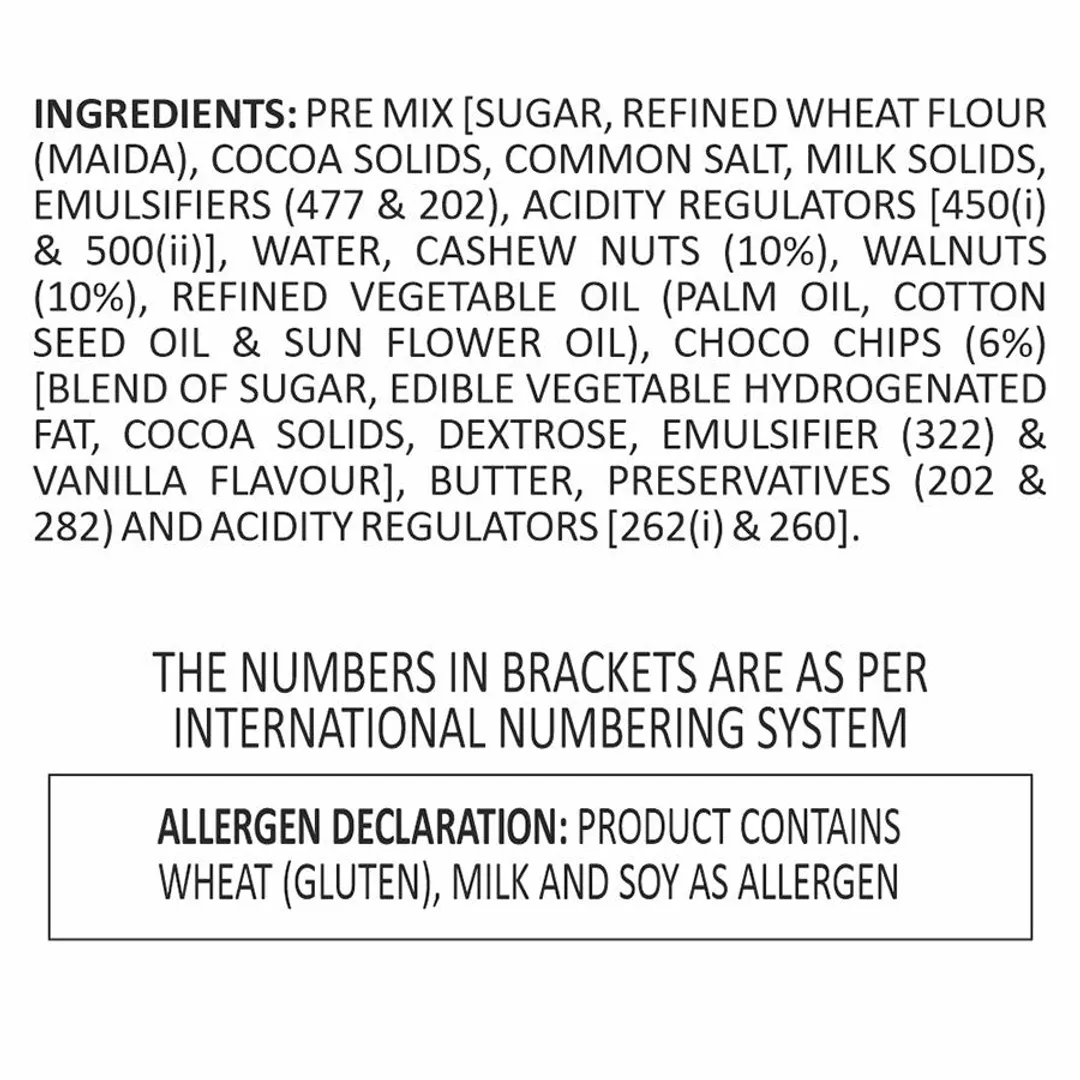 INGREDIENTS: PRE MIX [SUGAR, REFINED WHEAT FLOUR
(MAIDA), COCOA SOLIDS, COMMON SALT, MILK SOLIDS,
EMULSIFIERS (477 & 202), ACIDITY REGULATORS [450(i)
& 500(ii)], WATER, CASHEW NUTS (10%), WALNUTS
(10%), REFINED VEGETABLE OIL (PALM OIL, COTTON
SEED OIL & SUN FLOWER OIL), CHOCO CHIPS (6%)
[BLEND OF SUGAR, EDIBLE VEGETABLE HYDROGENATED
FAT, COCOA SOLIDS, DEXTROSE, EMULSIFIER (322) &
VANILLA FLAVOUR], BUTTER, PRESERVATIVES (202 &
282) AND ACIDITY REGULATORS [262(i) & 260].
THE NUMBERS IN BRACKETS ARE AS PER
INTERNATIONAL NUMBERING SYSTEM
ALLERGEN DECLARATION: PRODUCT CONTAINS
WHEAT (GLUTEN), MILK AND SOY AS ALLERGEN